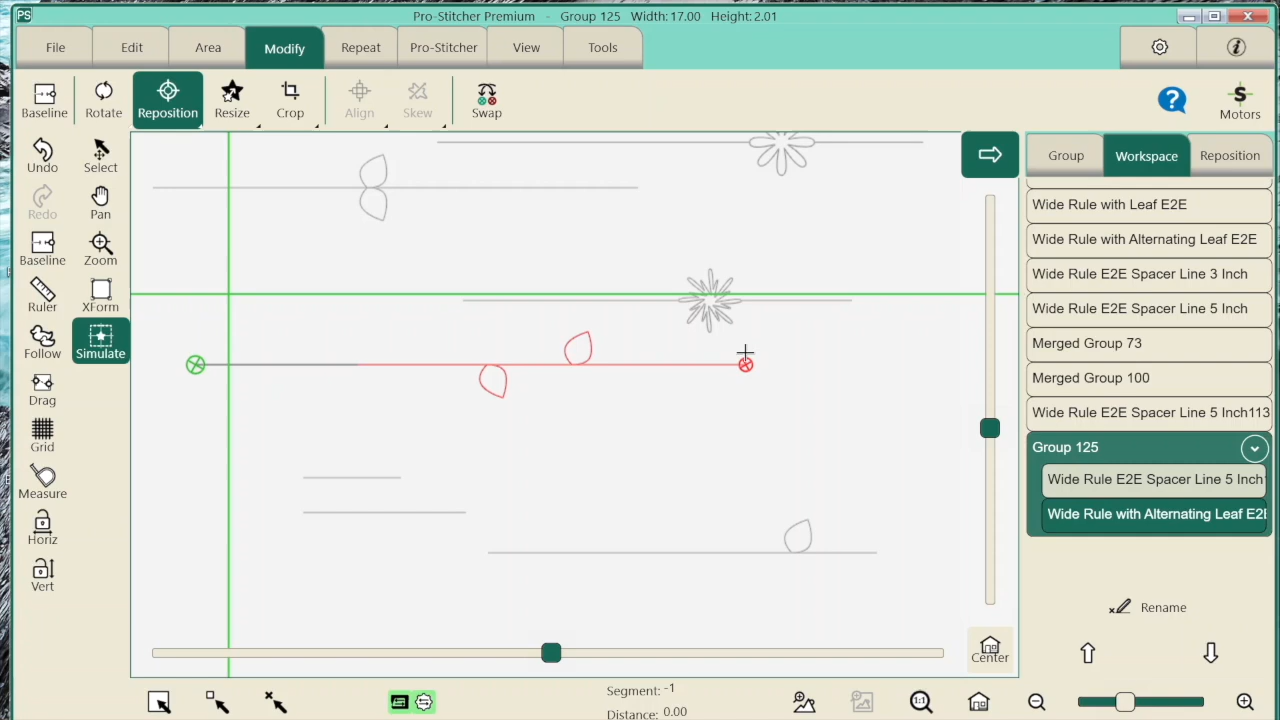 PS
Pro-Stitcher Premium - Group 125 Width: 17.00 Height: 2.01
File Edit Area Modify Repeat Pro-Stitcher View Tools
Baseline Rotate Reposition Resize Crop Align Skew Swap Motors
Group Workspace Reposition
Undo Select
Redo Pan
Baseline Zoom
Ruler XForm
Follow Simulate
Drag
Grid
Measure
Horiz
Vert
Wide Rule with Leaf E2E
Wide Rule with Alternating Leaf E2E
Wide Rule E2E Spacer Line 3 Inch
Wide Rule E2E Spacer Line 5 Inch
Merged Group 73
Merged Group 100
Wide Rule E2E Spacer Line 5 Inch113
Group 125
Wide Rule E2E Spacer Line 5 Inch
Wide Rule with Alternating Leaf E2E
Rename
Center
1:1
Segment: -1
Distance: 0.00